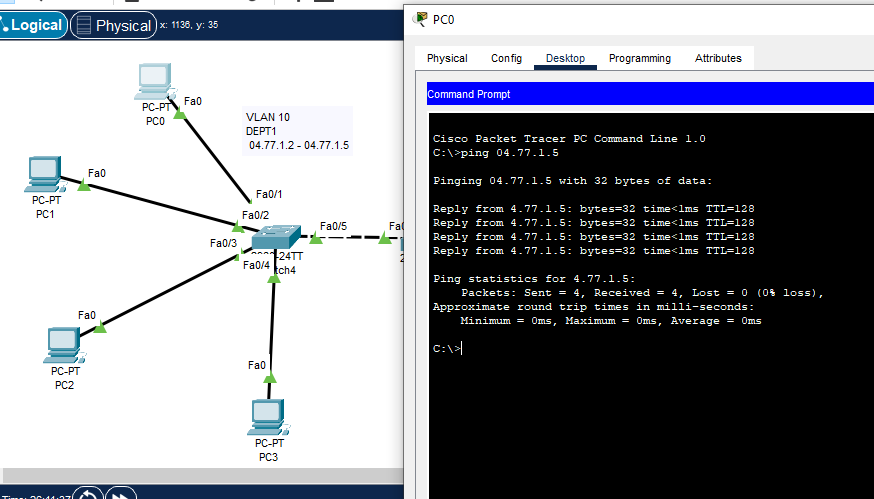 Logical
Physical
x: 1136, y: 35
PC0
Physical
Config
Desktop
Programming
Attributes
Command Prompt
Cisco Packet Tracer PC Command Line 1.0
C:\>ping 04.77.1.5
Pinging 04.77.1.5 with 32 bytes of data:
Reply from 4.77.1.5: bytes=32 time<1ms TTL=128
Reply from 4.77.1.5: bytes=32 time<1ms TTL=128
Reply from 4.77.1.5: bytes=32 time<1ms TTL=128
Reply from 4.77.1.5: bytes=32 time<1ms TTL=128
Ping statistics for 4.77.1.5:
Packets: Sent = 4, Received = 4, Lost = 0 (0% loss),
Approximate round trip times in milli-seconds:
Minimum = 0ms, Maximum = 0ms, Average = 0ms
C:\>
Fa0
PC-PT
PC0
VLAN 10
DEPT1
04.77.1.2 - 04.77.1.5
Fa0
PC-PT
PC1
Fa0/1
Fa0/2
Fa0/3
Fa0/4
Fa0/5
-24TT
tch4
Fa0
PC-PT
PC2
Fa0
PC-PT
PC3